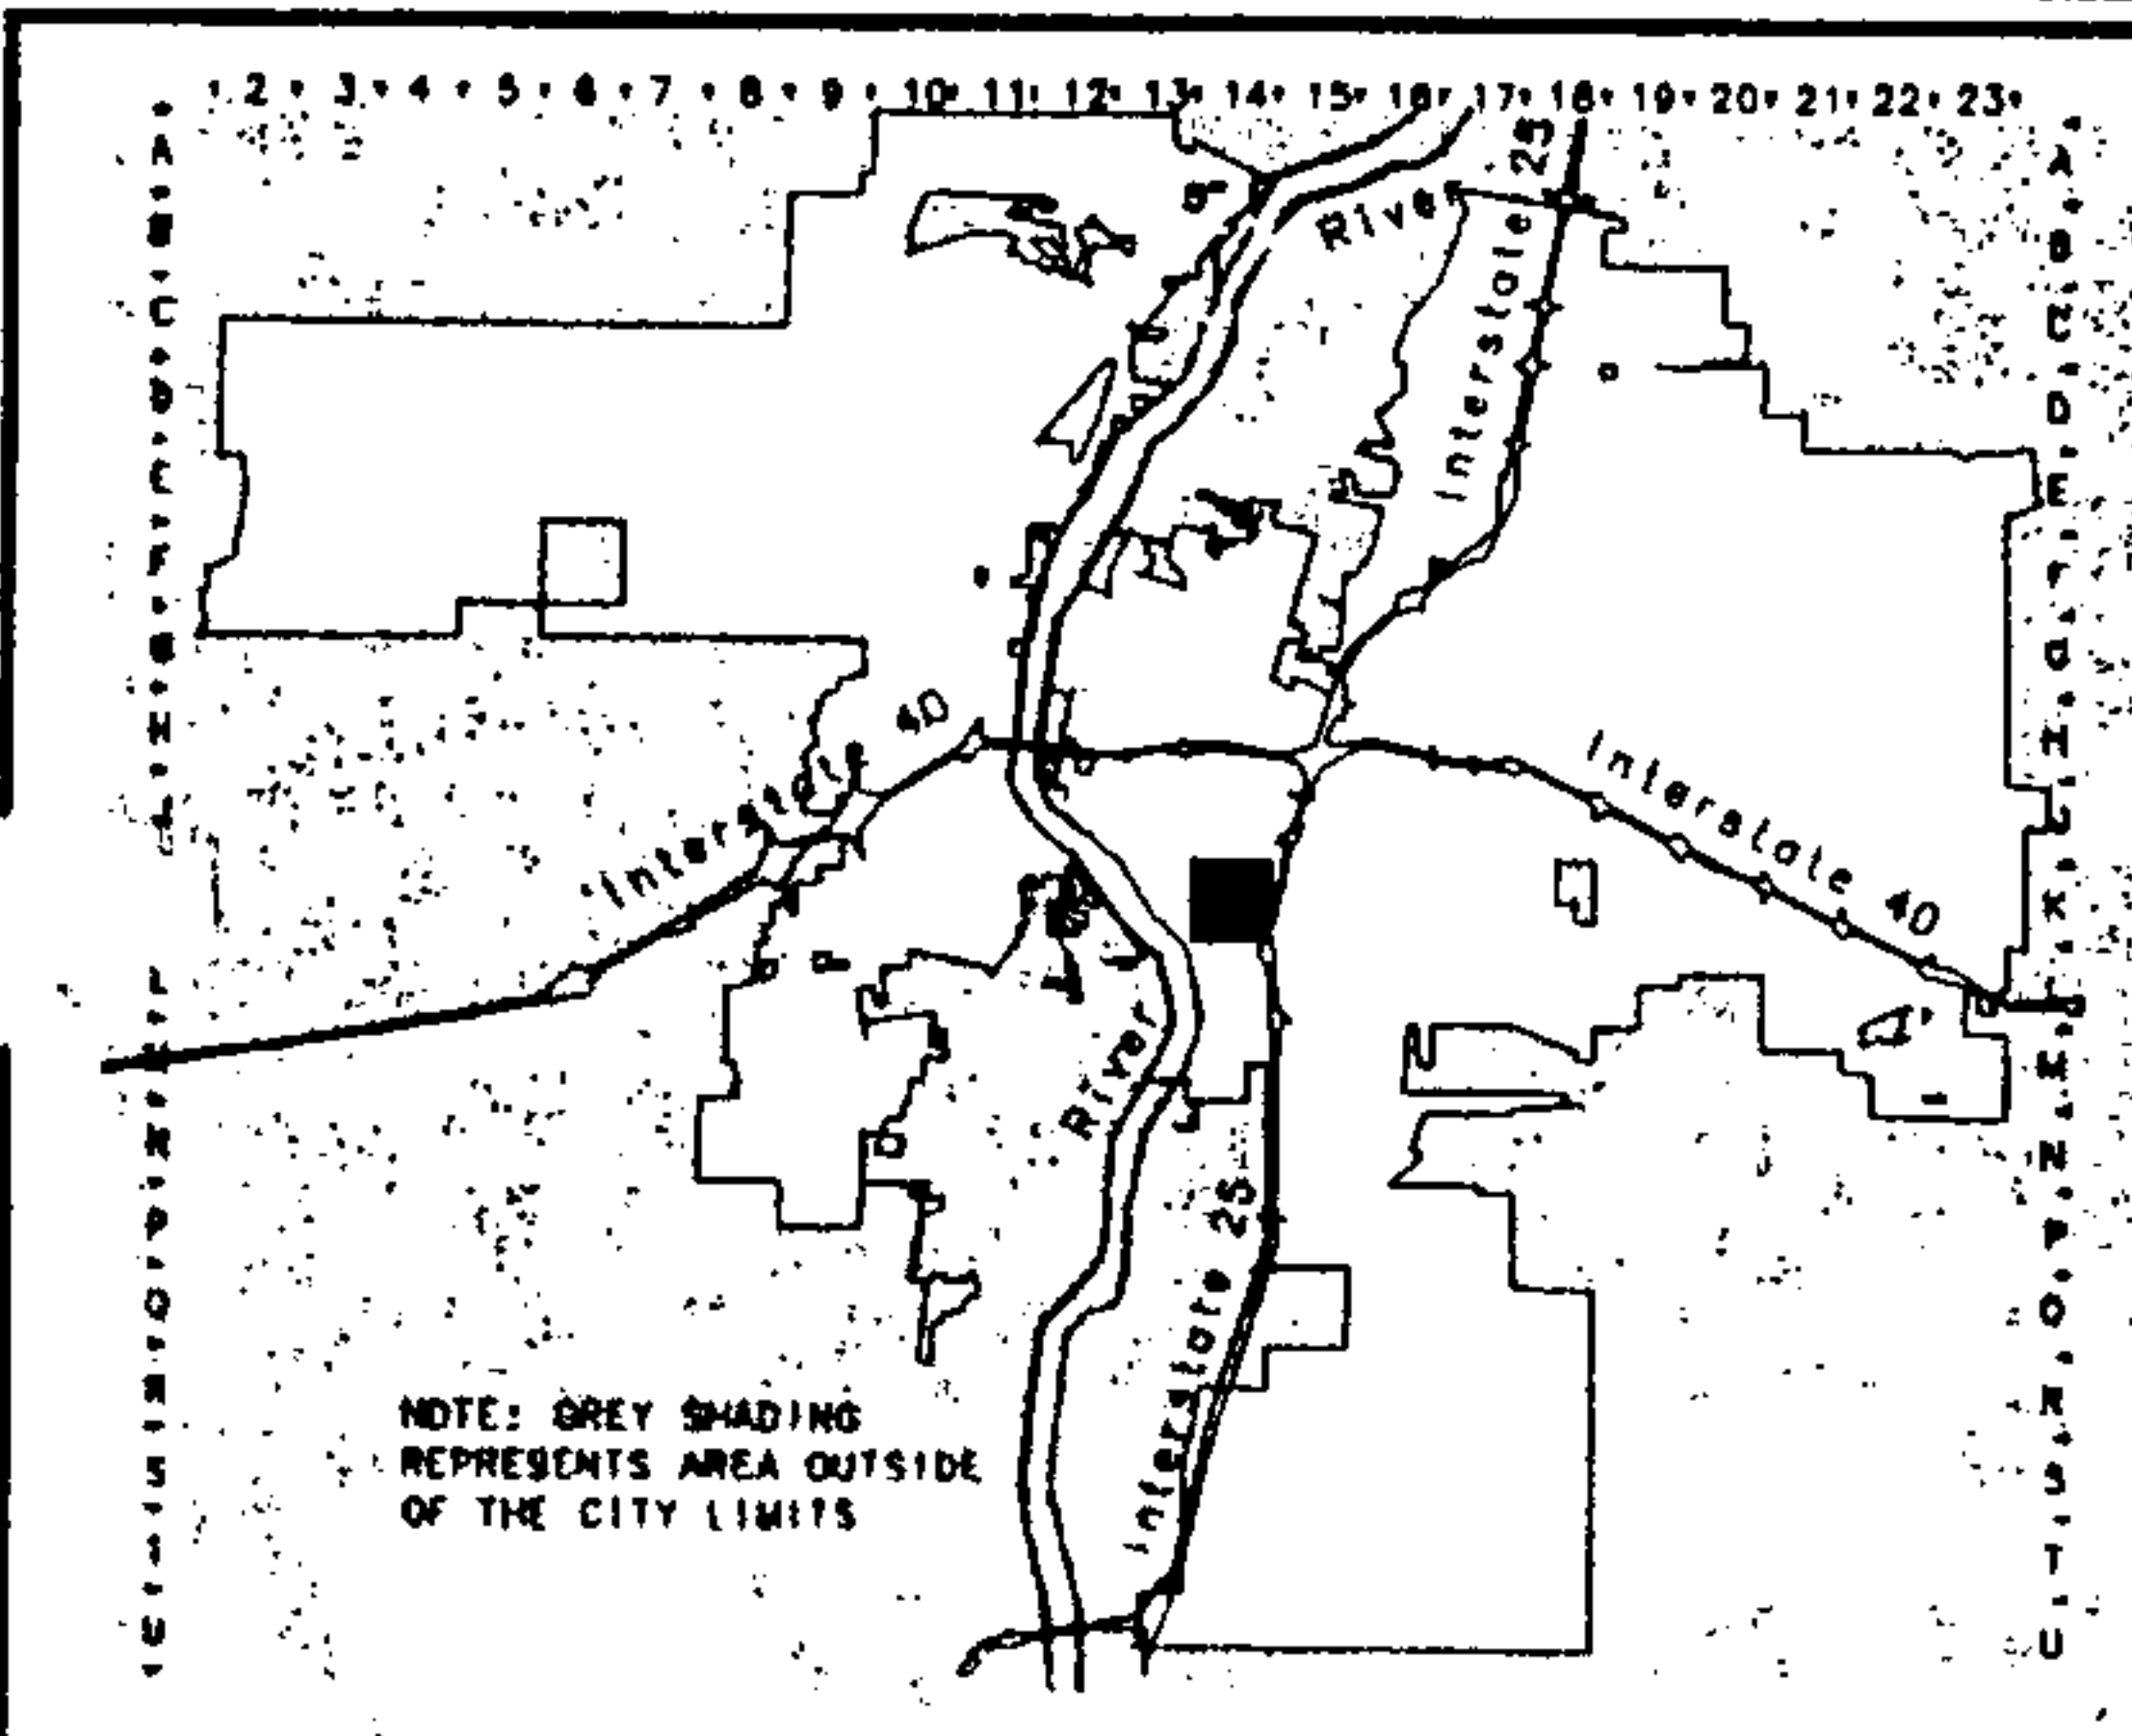 2 3 4 5 6 7 8 9 10 11 12 13 14 15 16 17 18 19 20 21 22 23
A A
B B
C C
D D
E E
F F
G G
H H
J J
K
L L
M M
N N
P P
Q Q
R R
S S
T T
U U
River
Interstate 25
Interstate 40
Interstate 40
River
Interstate 25
NOTE: GREY SHADING
REPRESENTS AREA OUTSIDE
OF THE CITY LIMITS